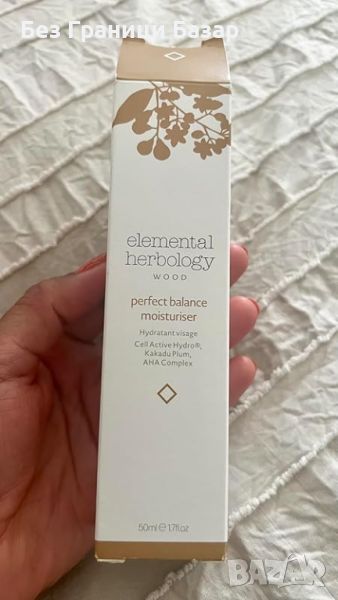 Без Граници Базар
elemental
herbology
WOOD
perfect balance
moisturiser
Hydratant visage
Cell Active Hydro®,
Kakadu Plum,
AHA Complex
50ml ℮ 1.7fl.oz
BAZAR